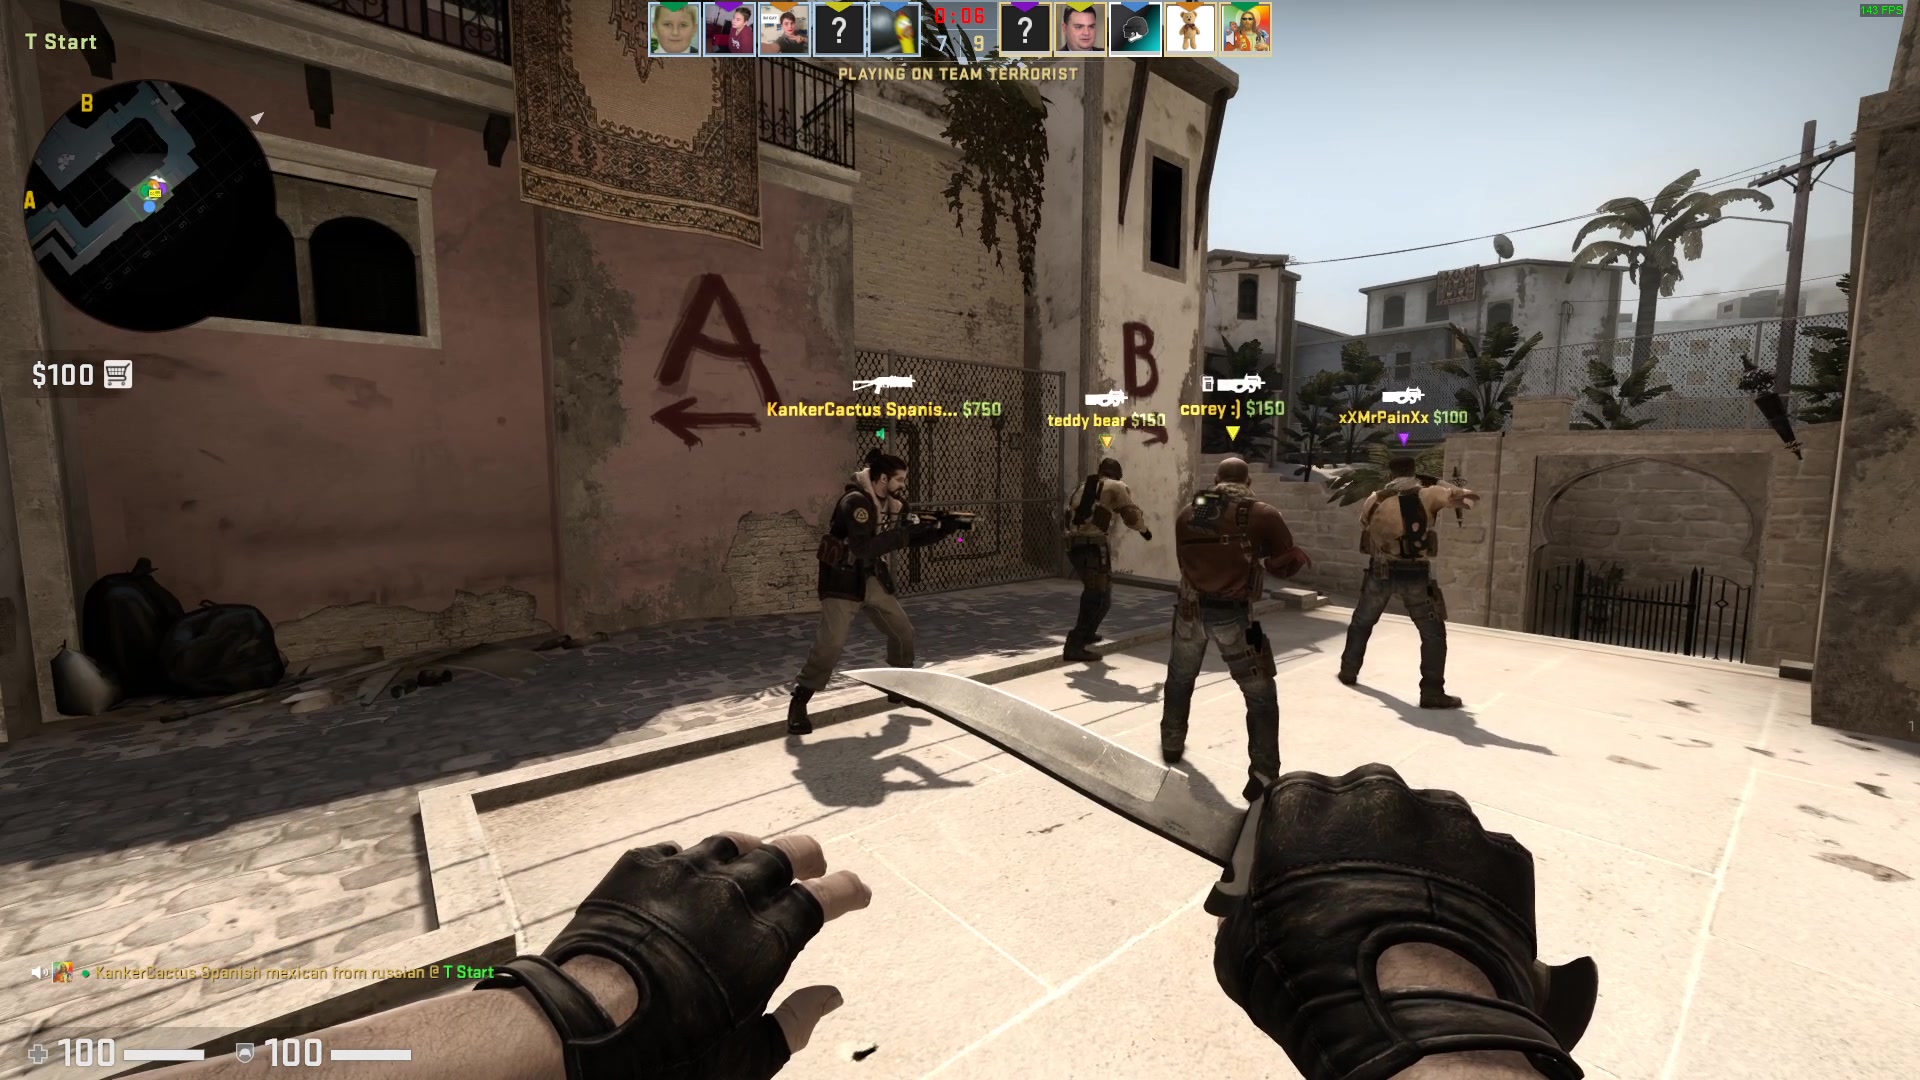 143 FPS
T Start
0:06
? ?
7 9
PLAYING ON TEAM TERRORIST
B
A
A
B
$100
KankerCactus Spanis... $750
teddy bear $150
corey :) $150
xXMrPainXx $100
1
KankerCactus Spanish mexican from russian @ T Start
100 100